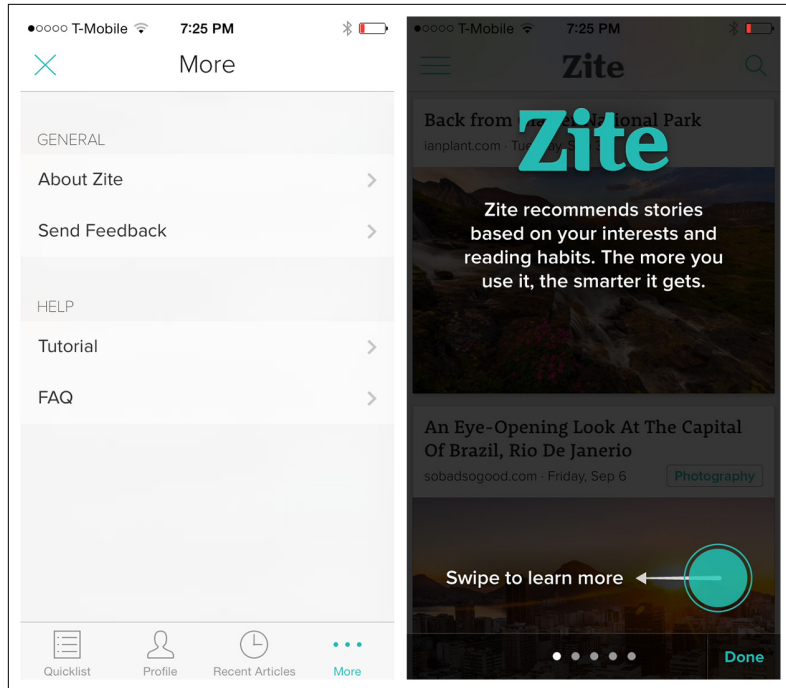 T-Mobile 7:25 PM
More
GENERAL
About Zite
Send Feedback
HELP
Tutorial
FAQ
Quicklist Profile Recent Articles More
T-Mobile 7:25 PM
Zite
Back from National Park
ianplant.com · Sep
Zite
Zite recommends stories
based on your interests and
reading habits. The more you
use it, the smarter it gets.
An Eye-Opening Look At The Capital
Of Brazil, Rio De Janerio
sobadsogood.com · Friday, Sep 6 Photography
Swipe to learn more
Done